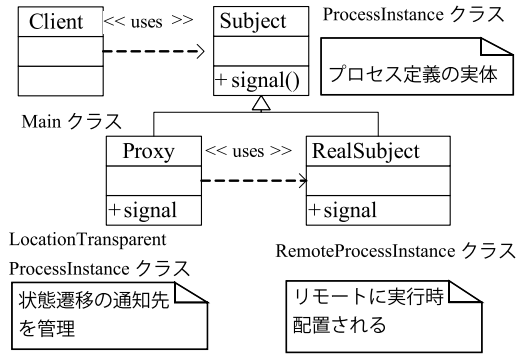 Client
<< uses >>
Subject
+signal()
ProcessInstance クラス
プロセス定義の実体
Main クラス
Proxy
+signal
<< uses >>
RealSubject
+signal
LocationTransparent
ProcessInstance クラス
状態遷移の通知先
を管理
RemoteProcessInstance クラス
リモートに実行時
配置される